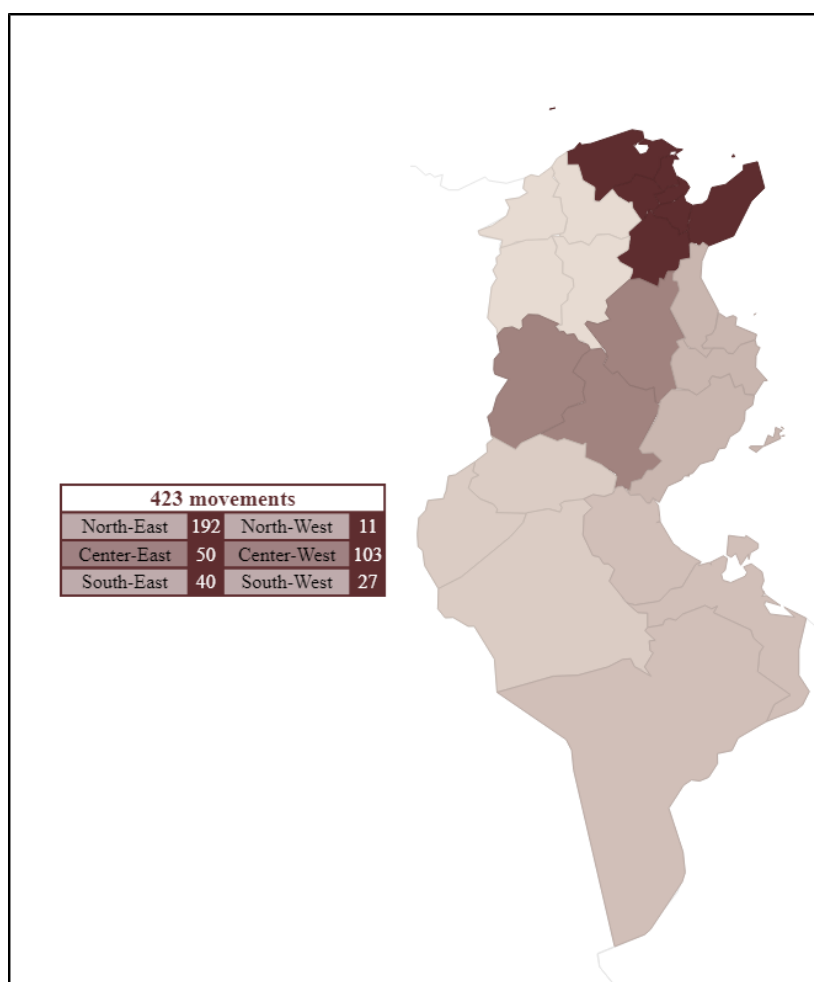 423 movements
North-East 192 North-West 11
Center-East 50 Center-West 103
South-East 40 South-West 27